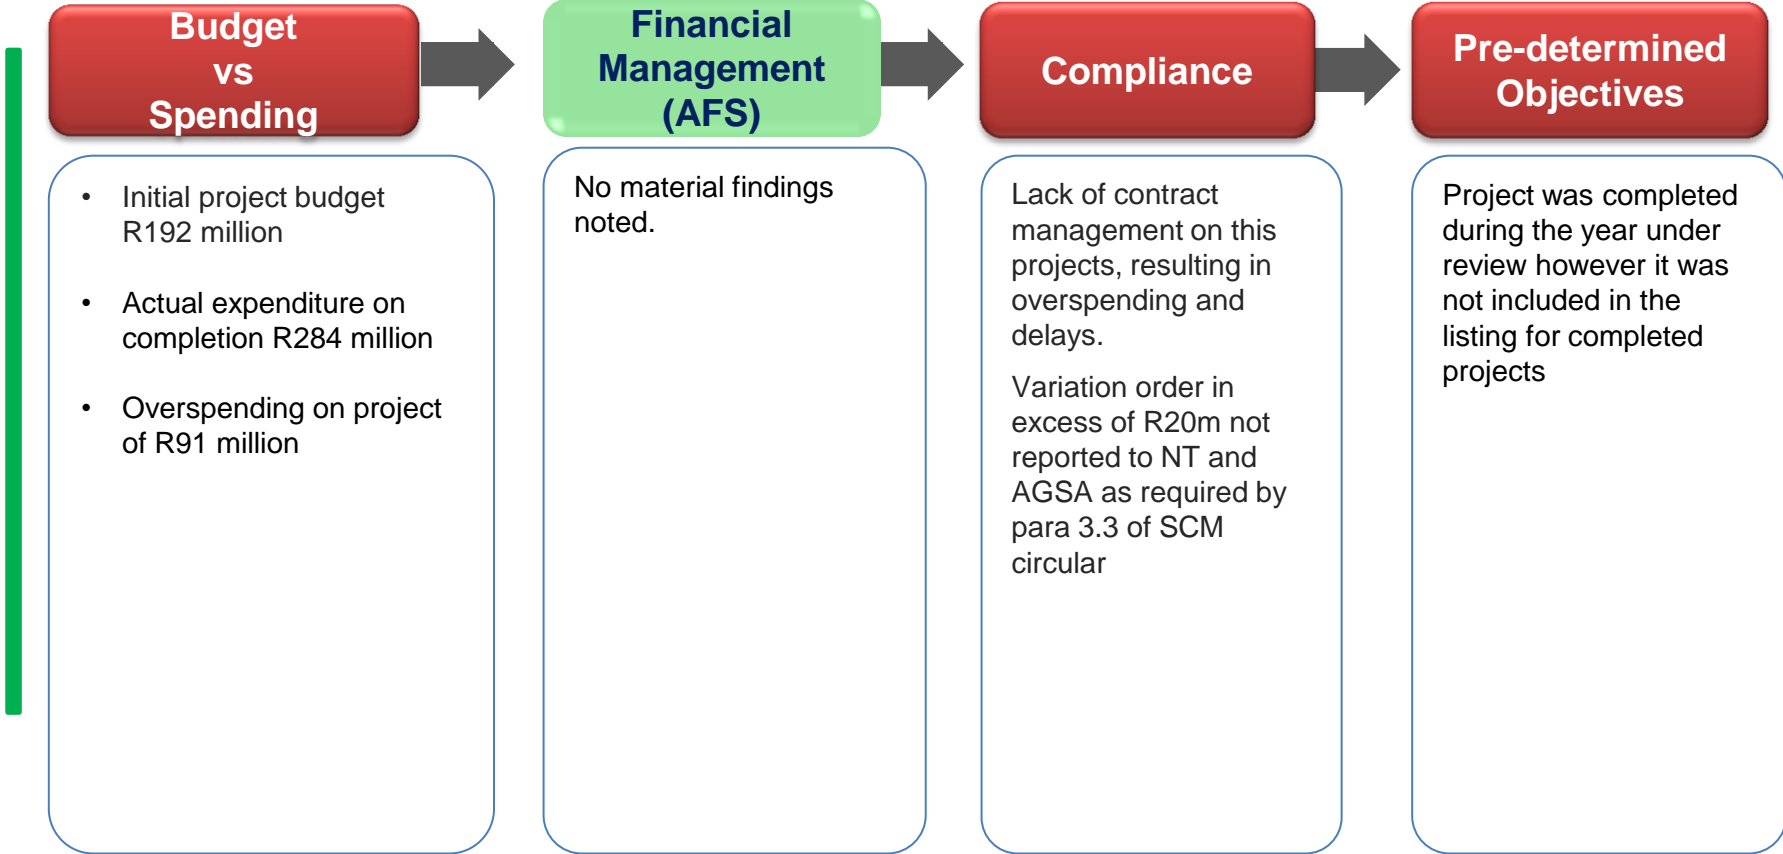 Budget
vs
Spending
• Initial project budget
R192 million
• Actual expenditure on
completion R284 million
• Overspending on project
of R91 million
Financial
Management
(AFS)
No material findings
noted.
Compliance
Lack of contract
management on this
projects, resulting in
overspending and
delays.
Variation order in
excess of R20m not
reported to NT and
AGSA as required by
para 3.3 of SCM
circular
Pre-determined
Objectives
Project was completed
during the year under
review however it was
not included in the
listing for completed
projects